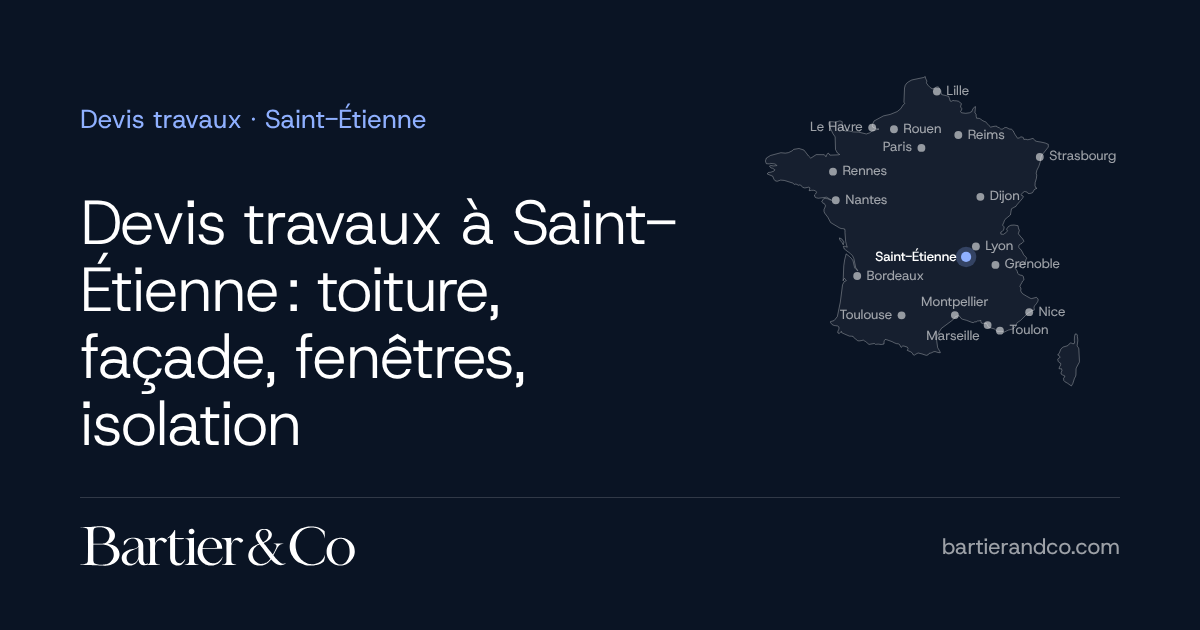 Devis travaux · Saint-Étienne
Devis travaux à Saint-
Étienne : toiture,
façade, fenêtres,
isolation
Lille
Le Havre
Rouen
Reims
Paris
Strasbourg
Rennes
Dijon
Nantes
Lyon
Saint-Étienne
Grenoble
Bordeaux
Montpellier
Toulouse
Nice
Marseille
Toulon
Bartier & Co
bartierandco.com